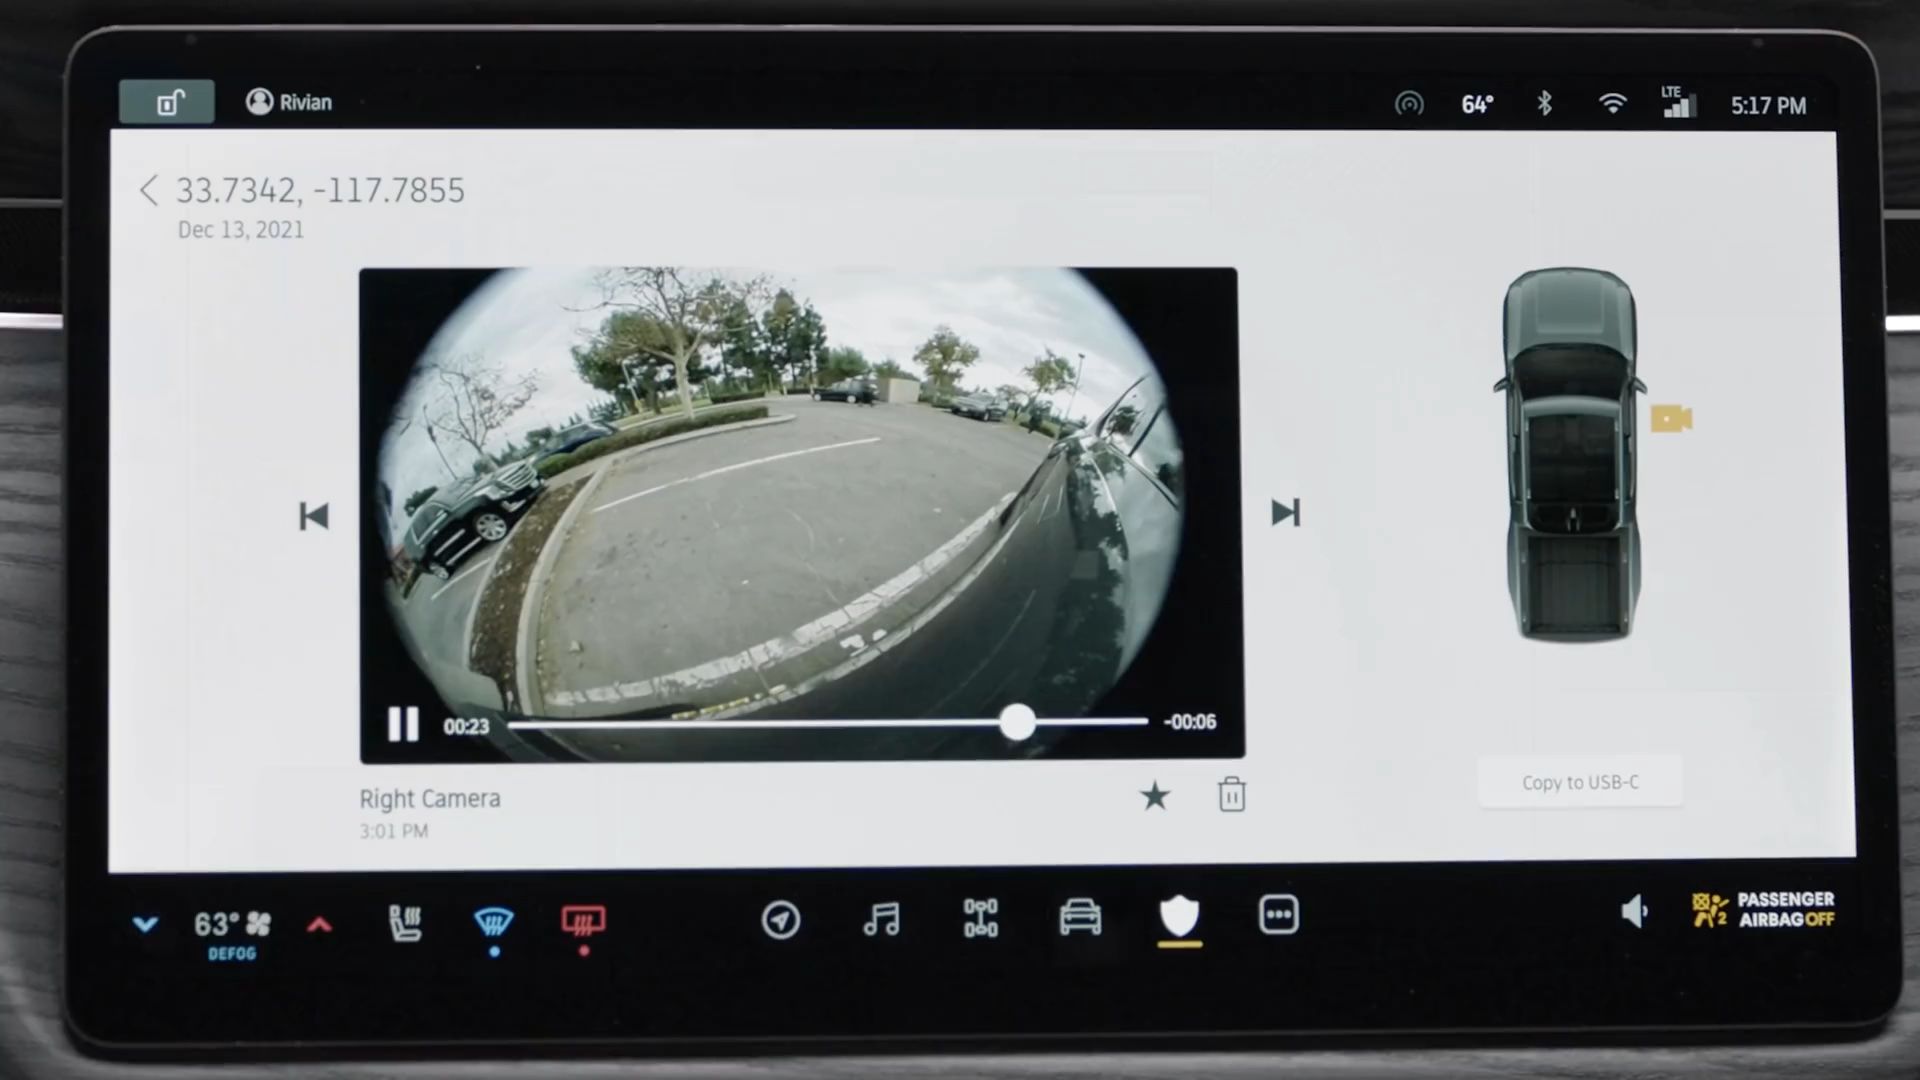 Rivian
64°
LTE
5:17 PM
33.7342, -117.7855
Dec 13, 2021
00:23
-00:06
Right Camera
3:01 PM
Copy to USB-C
63°
DEFOG
2
PASSENGER
AIRBAG OFF